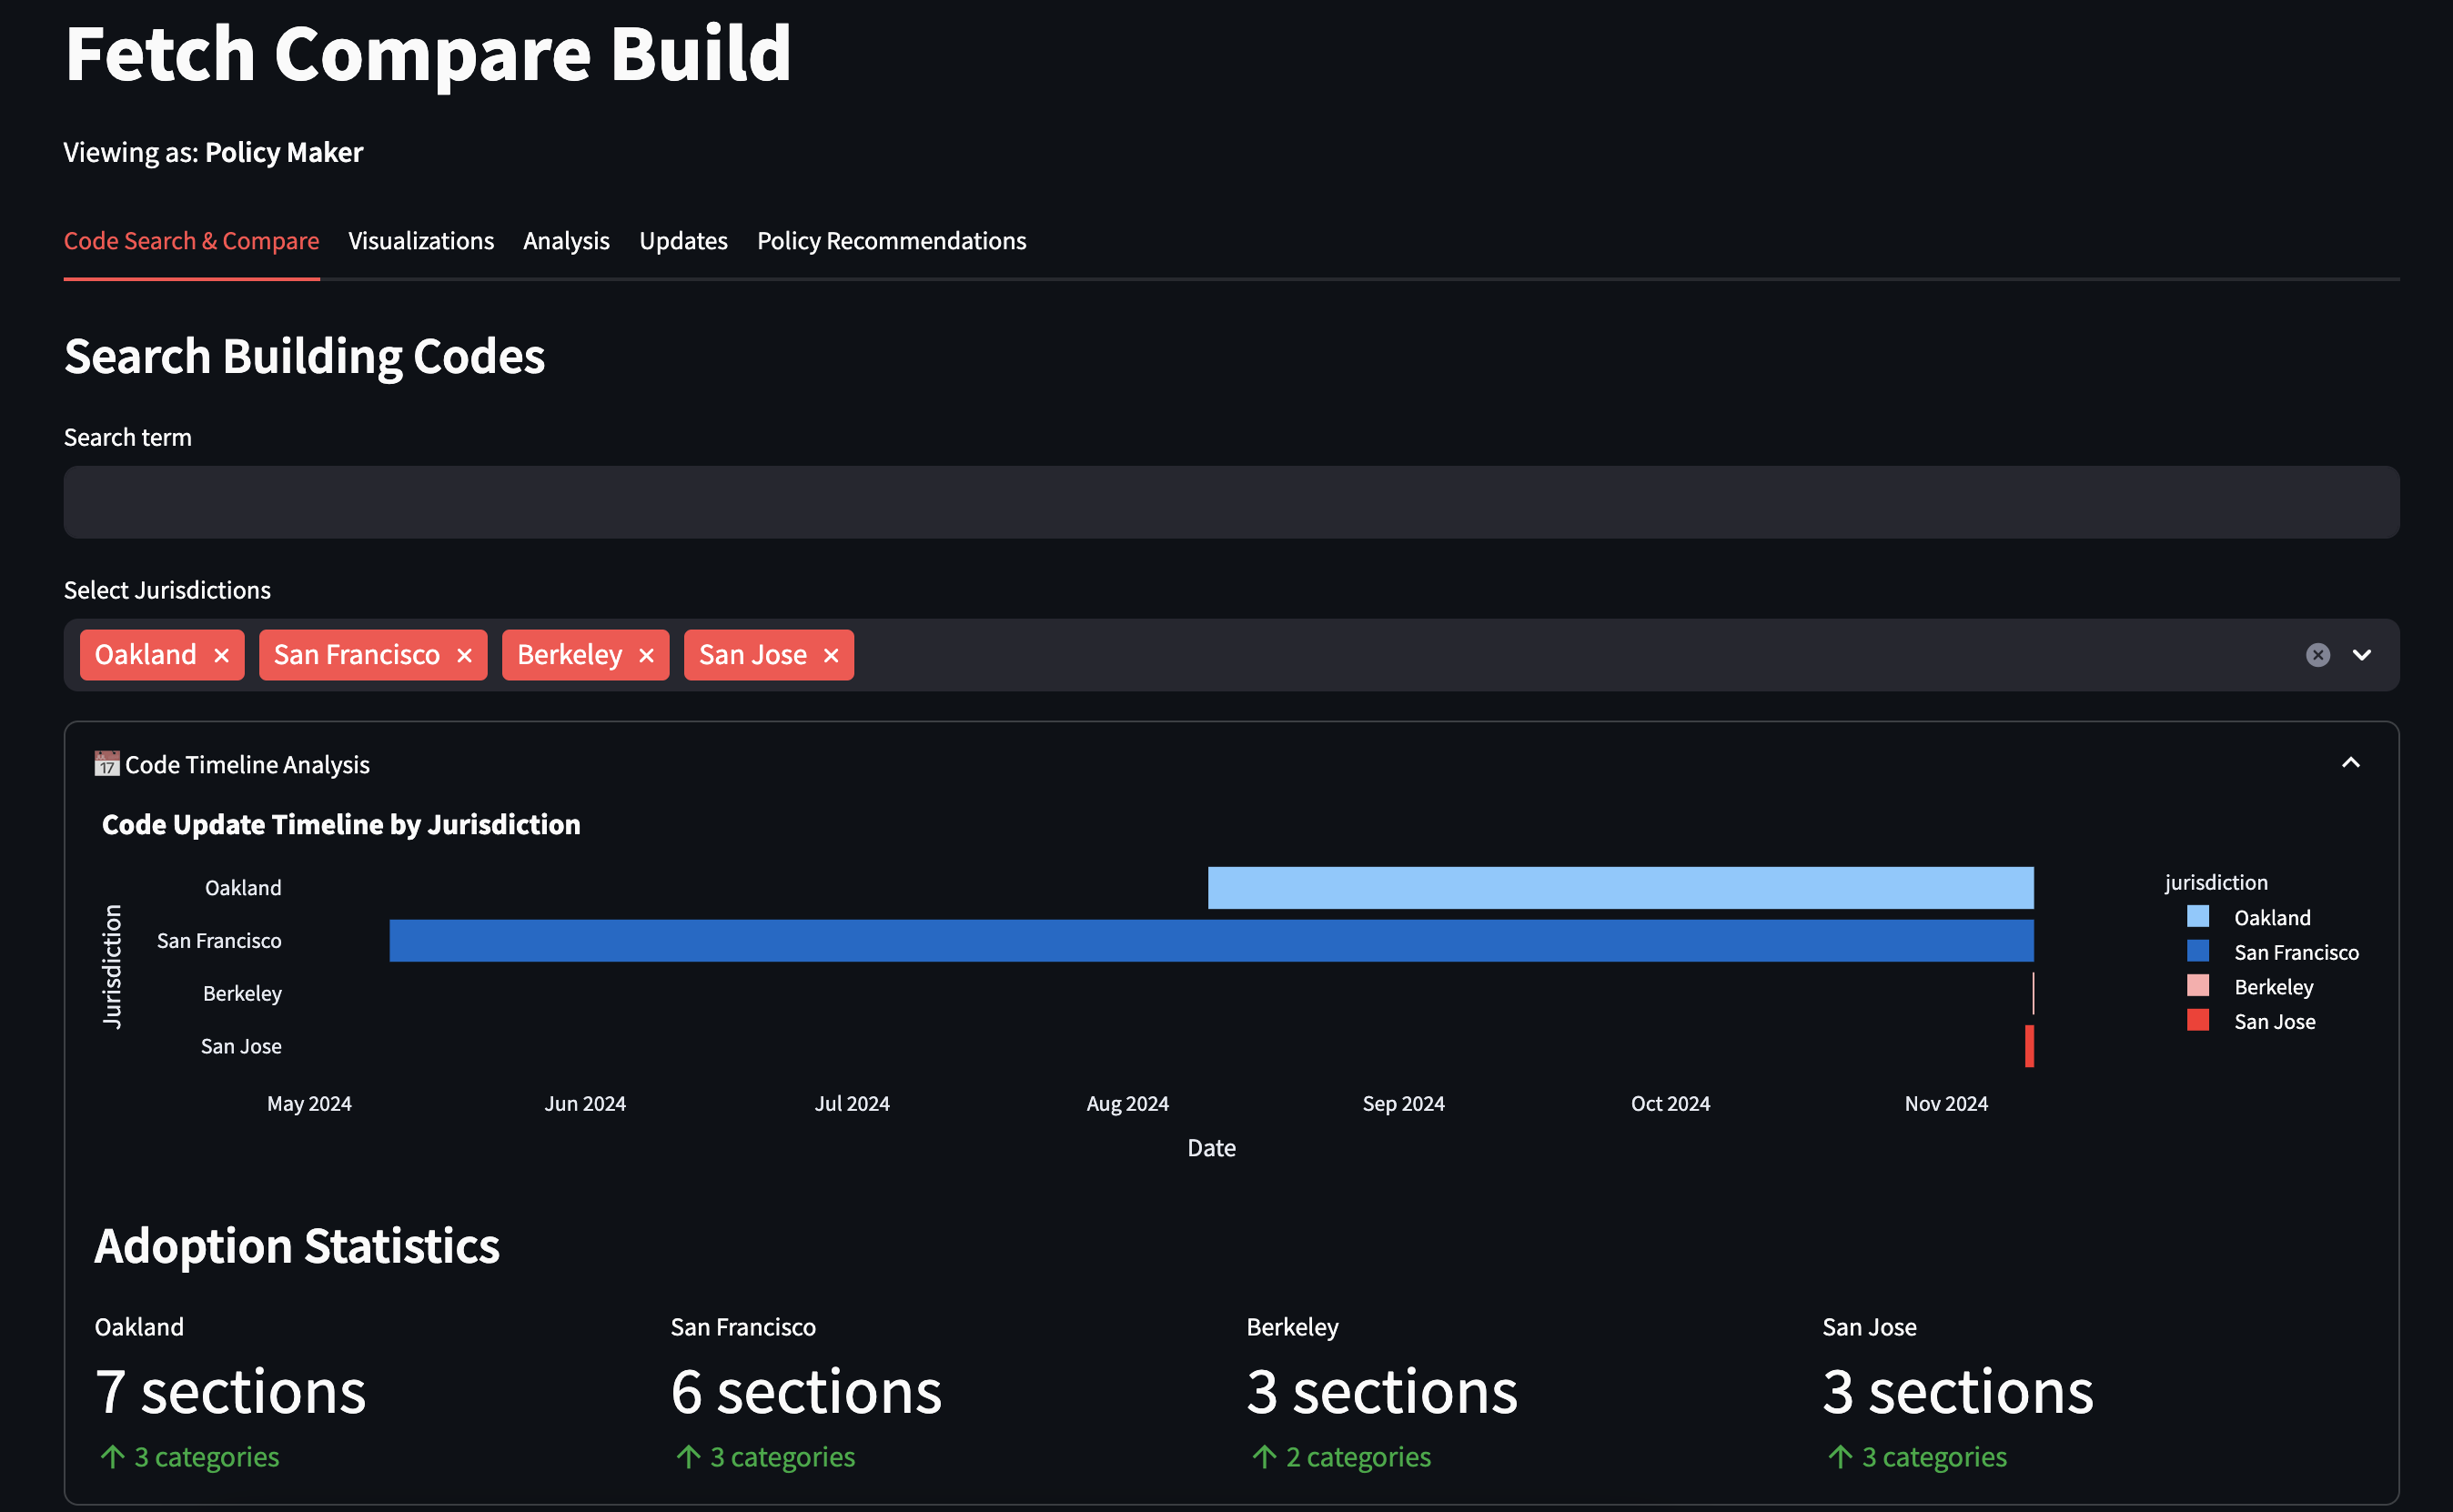 Fetch Compare Build
Viewing as: Policy Maker
Code Search & Compare Visualizations Analysis Updates Policy Recommendations
Search Building Codes
Search term
Select Jurisdictions
Oakland × San Francisco × Berkeley × San Jose ×
17 Code Timeline Analysis
Code Update Timeline by Jurisdiction
Jurisdiction
Oakland
San Francisco
Berkeley
San Jose
May 2024 Jun 2024 Jul 2024 Aug 2024 Sep 2024 Oct 2024 Nov 2024
Date
jurisdiction
Oakland
San Francisco
Berkeley
San Jose
Adoption Statistics
Oakland San Francisco Berkeley San Jose
7 sections 6 sections 3 sections 3 sections
↑ 3 categories ↑ 3 categories ↑ 2 categories ↑ 3 categories